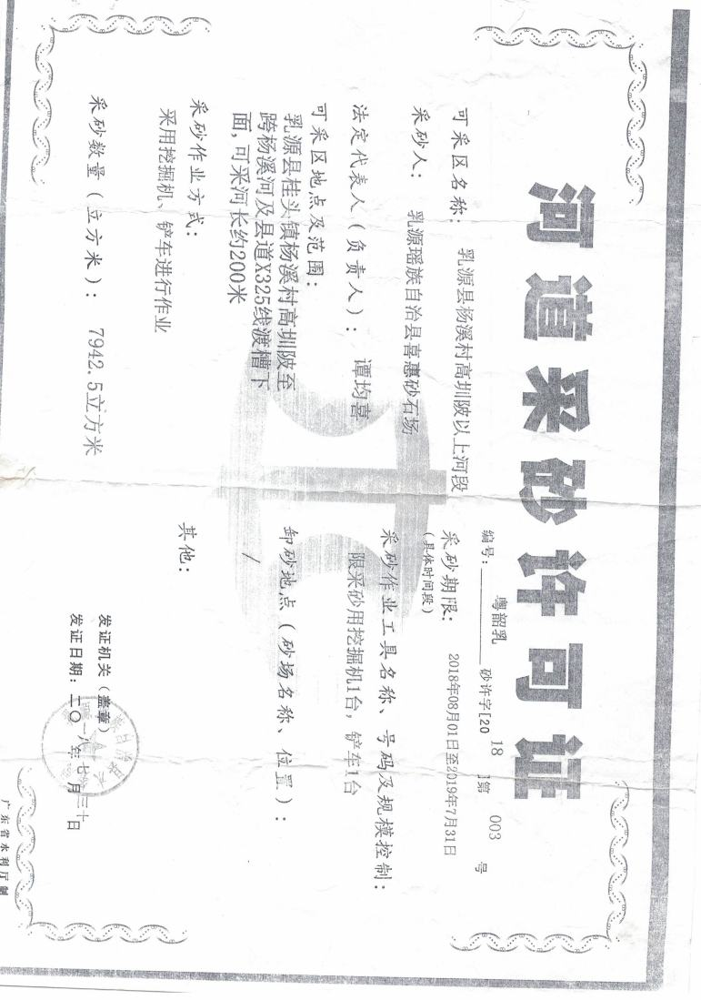 河道采砂许可证
编号：粤韶乳砂许字[2018]第003号
可采区名称：乳源县杨溪村高圳陂以上河段
采砂人：乳源瑶族自治县喜惠砂石场
法定代表人（负责人）：谭均喜
可采区地点及范围：
乳源县桂头镇杨溪村高圳陂至
跨杨溪河及县道X325线渡槽下
面，可采河长约200米
采砂作业方式：
采用挖掘机、铲车进行作业
采砂数量（立方米）：7942.5立方米
采砂期限：2018年08月01日至2019年7月31日
（具体时间段）
采砂作业工具名称、号码及规模控制：
限采砂用挖掘机1台，铲车1台
卸砂地点（砂场名称、位置）：
/
其他：
发证机关（盖章）
发证日期：二〇一八年七月三十日
广东省水利厅制